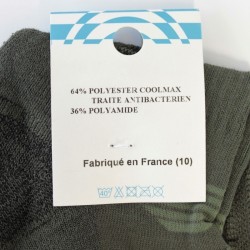 64% POLYESTER COOLMAX
TRAITE ANTIBACTERIEN
36% POLYAMIDE
Fabriqué en France (10)